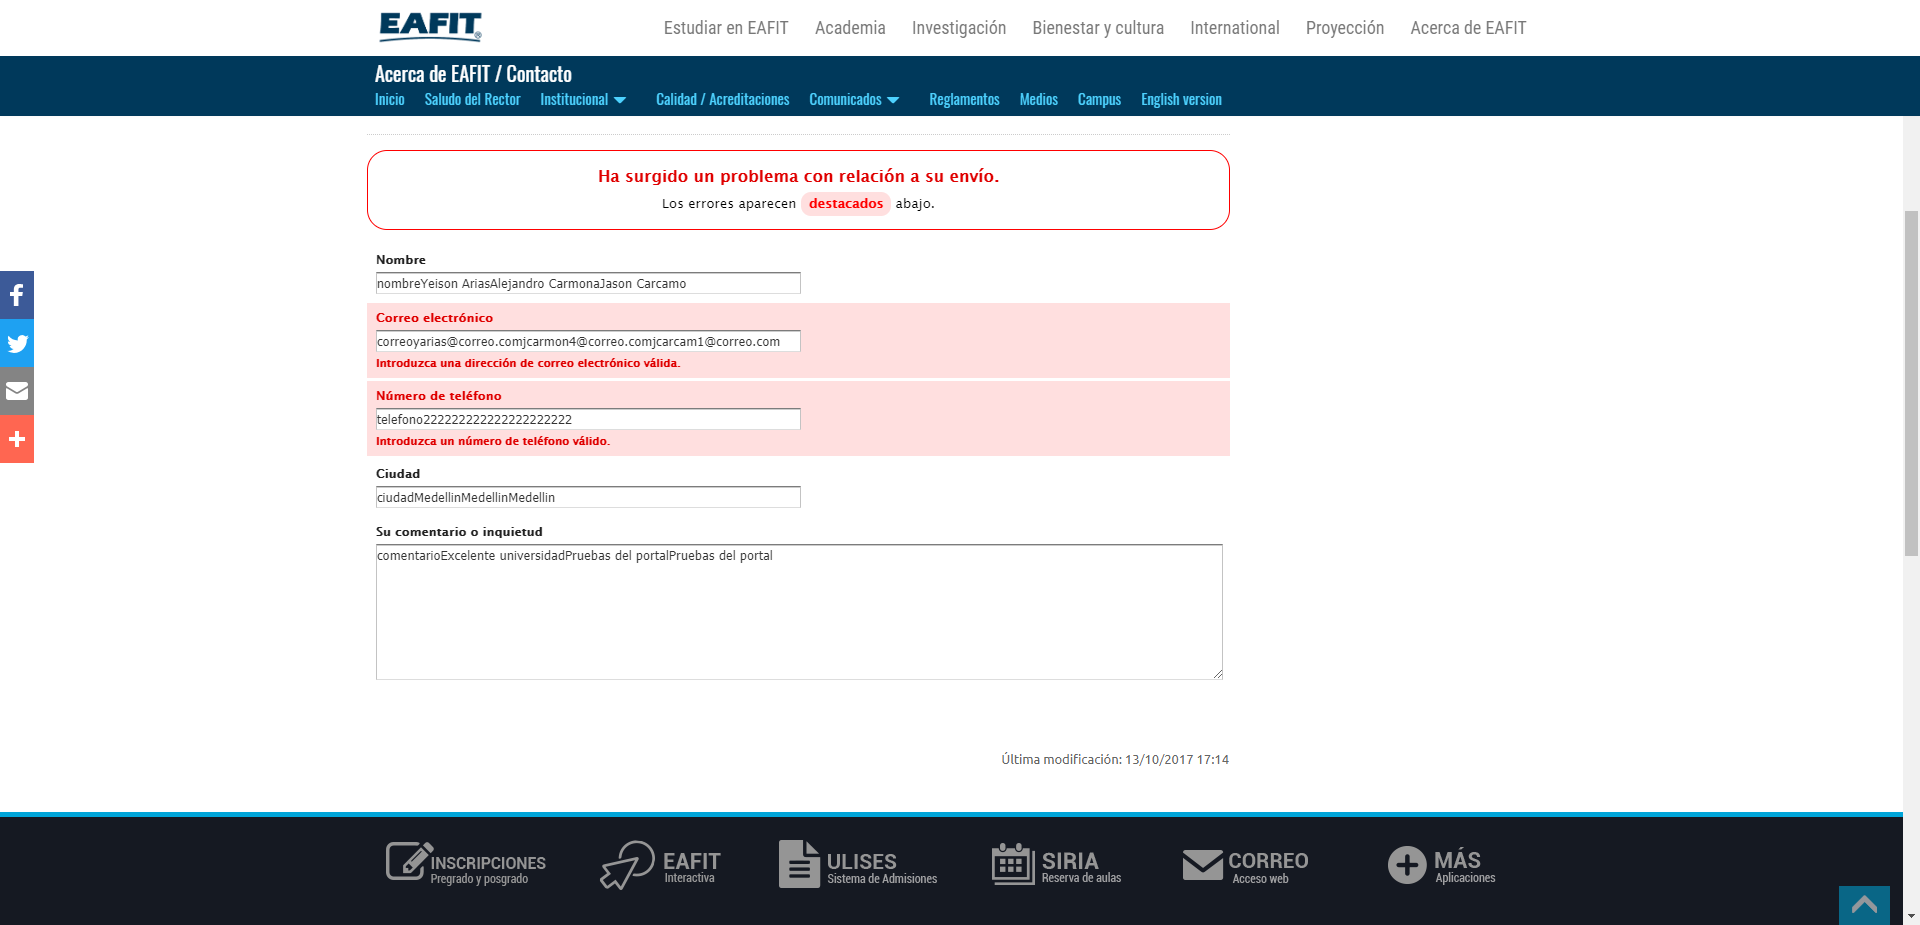 EAFIT®
Estudiar en EAFIT Academia Investigación Bienestar y cultura International Proyección Acerca de EAFIT
Acerca de EAFIT / Contacto
Inicio Saludo del Rector Institucional Calidad / Acreditaciones Comunicados Reglamentos Medios Campus English version
Ha surgido un problema con relación a su envío.
Los errores aparecen destacados abajo.
Nombre
nombreYeison AriasAlejandro CarmonaJason Carcamo
Correo electrónico
correoyarias@correo.comjcarmon4@correo.comjcarcam1@correo.com
Introduzca una dirección de correo electrónico válida.
Número de teléfono
telefono222222222222222222222
Introduzca un número de teléfono válido.
Ciudad
ciudadMedellinMedellinMedellin
Su comentario o inquietud
comentarioExcelente universidadPruebas del portalPruebas del portal
Última modificación: 13/10/2017 17:14
INSCRIPCIONES
Pregrado y posgrado
EAFIT
Interactiva
ULISES
Sistema de Admisiones
SIRIA
Reserva de aulas
CORREO
Acceso web
MÁS
Aplicaciones